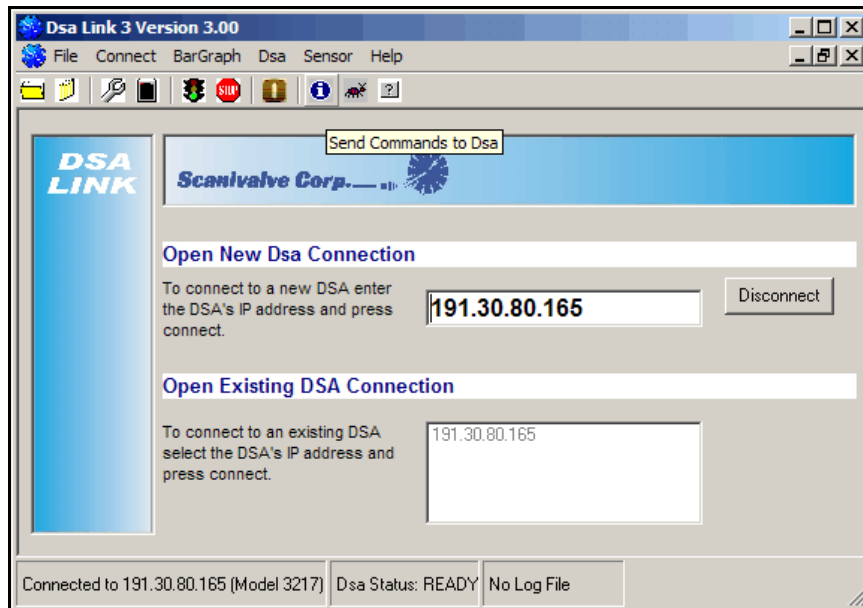 Dsa Link 3 Version 3.00
File Connect BarGraph Dsa Sensor Help
STOP
Send Commands to Dsa
DSA
LINK
Scanivalve Corp.
Open New Dsa Connection
To connect to a new DSA enter
the DSA's IP address and press
connect.
191.30.80.165
Disconnect
Open Existing DSA Connection
To connect to an existing DSA
select the DSA's IP address and
press connect.
191.30.80.165
Connected to 191.30.80.165 (Model 3217) Dsa Status: READY No Log File